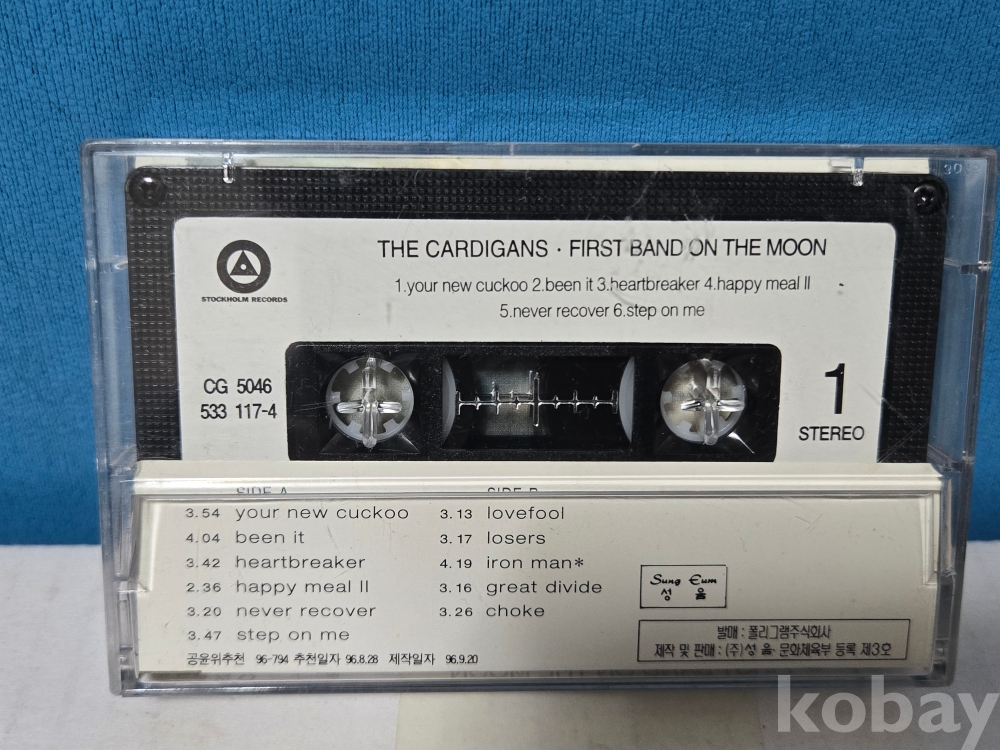 STOCKHOLM RECORDS
THE CARDIGANS · FIRST BAND ON THE MOON
1.your new cuckoo 2.been it 3.heartbreaker 4.happy meal II
5.never recover 6.step on me
CG 5046
533 117-4
1
STEREO
SIDE A
SIDE B
3.54 your new cuckoo
4.04 been it
3.42 heartbreaker
2.36 happy meal II
3.20 never recover
3.47 step on me
3.13 lovefool
3.17 losers
4.19 iron man*
3.16 great divide
3.26 choke
Sung Eum
성 음
발매 : 폴리그램주식회사
제작 및 판매 : (주)성 음· 문화체육부 등록 제3호
공윤위추천 96-794 추천일자 96.8.28 제작일자 96.9.20
kobay